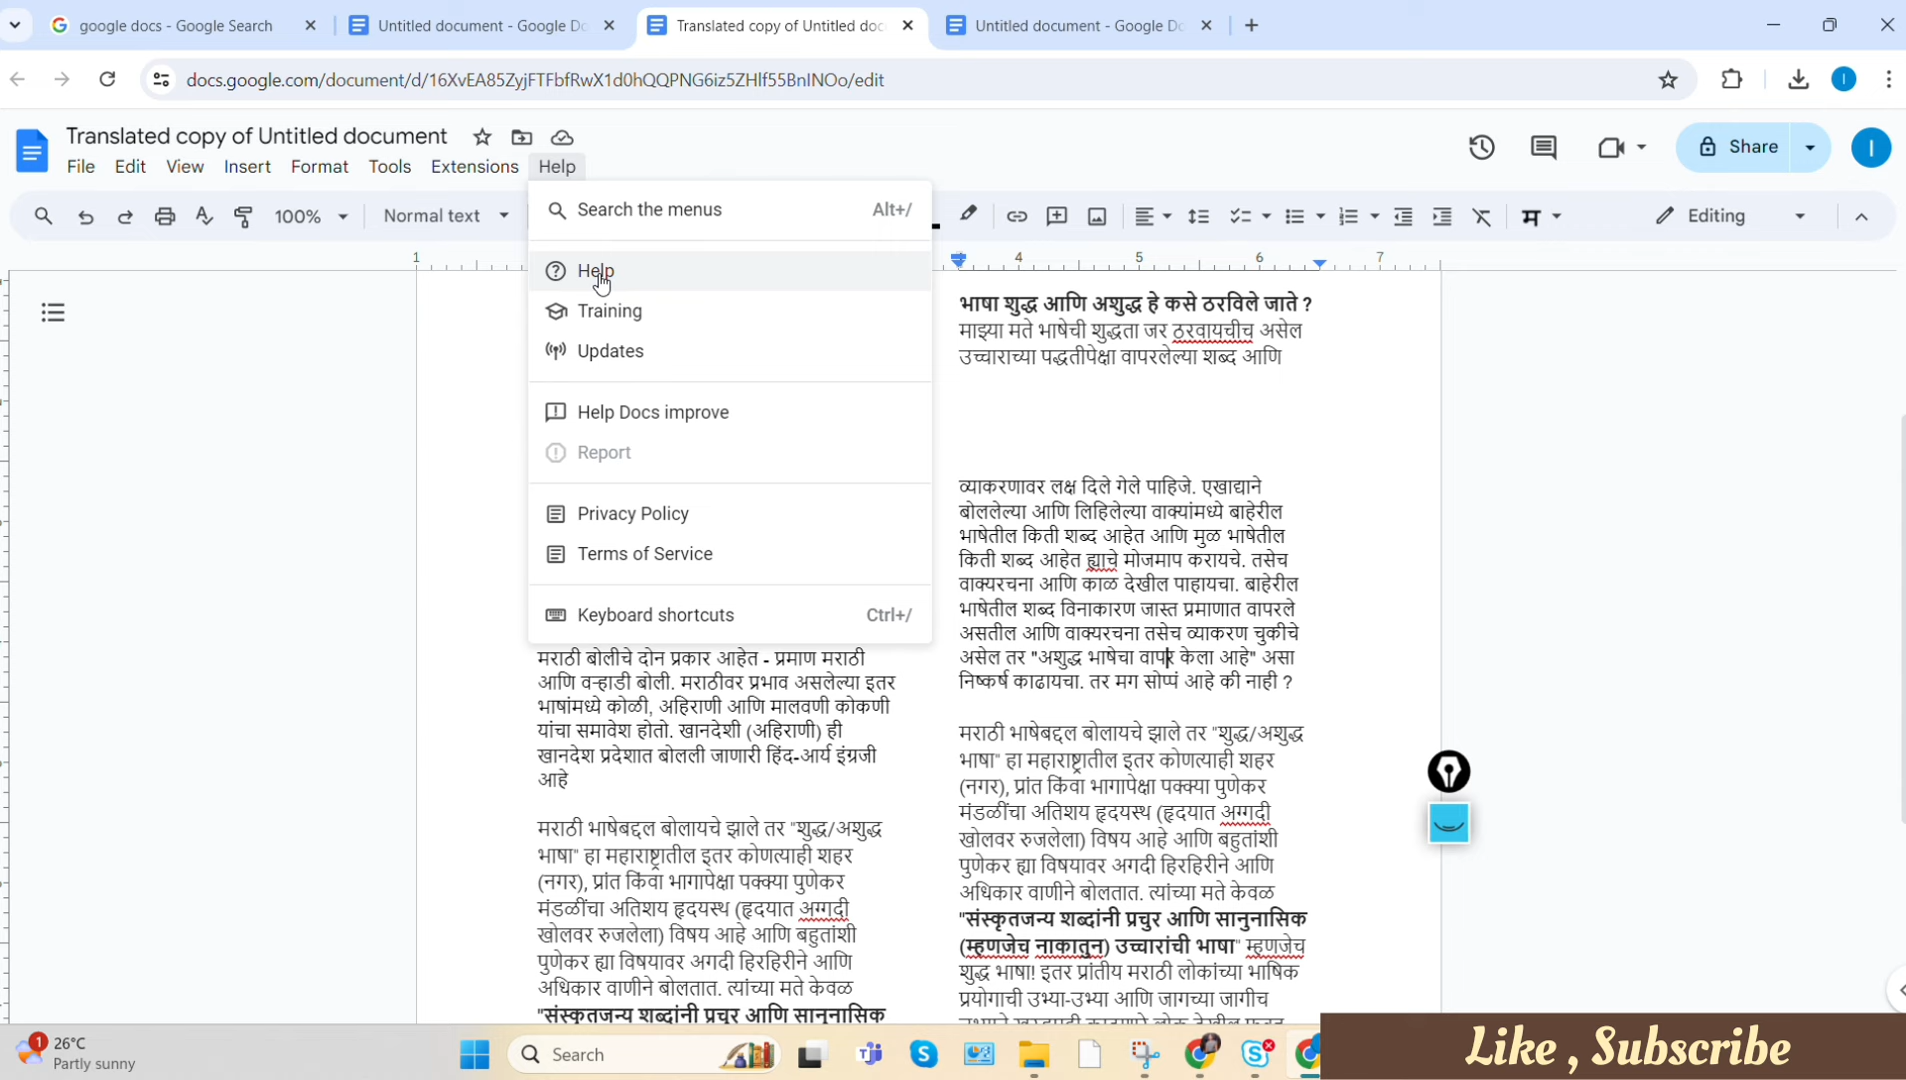 google docs - Google Search
Untitled document - Google Do
Translated copy of Untitled doc
Untitled document - Google Do
docs.google.com/document/d/16XvEA85ZyjFTFbfRwX1d0hQQPNG6iz5ZHlf55BnINOo/edit
Translated copy of Untitled document
File Edit View Insert Format Tools Extensions Help
Share
I
100% Normal text
Editing
Search the menus Alt+/
Help
Training
Updates
Help Docs improve
Report
Privacy Policy
Terms of Service
Keyboard shortcuts Ctrl+/
1 4 5 6 7
मराठी बोलीचे दोन प्रकार आहेत - प्रमाण मराठी
आणि वऱ्हाडी बोली. मराठीवर प्रभाव असलेल्या इतर
भाषांमध्ये कोळी, अहिराणी आणि मालवणी कोकणी
यांचा समावेश होतो. खानदेशी (अहिराणी) ही
खानदेश प्रदेशात बोलली जाणारी हिंद-आर्य इंग्रजी
आहे
मराठी भाषेबद्दल बोलायचे झाले तर "शुद्ध/अशुद्ध
भाषा" हा महाराष्ट्रातील इतर कोणत्याही शहर
(नगर), प्रांत किंवा भागापेक्षा पक्क्या पुणेकर
मंडळींचा अतिशय हृदयस्थ (हृदयात अगदी
खोलवर रुजलेला) विषय आहे आणि बहुतांशी
पुणेकर ह्या विषयावर अगदी हिरहिरीने आणि
अधिकार वाणीने बोलतात. त्यांच्या मते केवळ
"संस्कृतजन्य शब्दांनी प्रचुर आणि सानुनासिक
भाषा शुद्ध आणि अशुद्ध हे कसे ठरविले जाते ?
माझ्या मते भाषेची शुद्धता जर ठरवायचीच असेल
उच्चाराच्या पद्धतीपेक्षा वापरलेल्या शब्द आणि
व्याकरणावर लक्ष दिले गेले पाहिजे. एखाद्याने
बोललेल्या आणि लिहिलेल्या वाक्यांमध्ये बाहेरील
भाषेतील किती शब्द आहेत आणि मुळ भाषेतील
किती शब्द आहेत ह्याचे मोजमाप करायचे. तसेच
वाक्यरचना आणि काळ देखील पाहायचा. बाहेरील
भाषेतील शब्द विनाकारण जास्त प्रमाणात वापरले
असतील आणि वाक्यरचना तसेच व्याकरण चुकीचे
असेल तर "अशुद्ध भाषेचा वापर केला आहे" असा
निष्कर्ष काढायचा. तर मग सोप्पं आहे की नाही ?
मराठी भाषेबद्दल बोलायचे झाले तर "शुद्ध/अशुद्ध
भाषा" हा महाराष्ट्रातील इतर कोणत्याही शहर
(नगर), प्रांत किंवा भागापेक्षा पक्क्या पुणेकर
मंडळींचा अतिशय हृदयस्थ (हृदयात अगदी
खोलवर रुजलेला) विषय आहे आणि बहुतांशी
पुणेकर ह्या विषयावर अगदी हिरहिरीने आणि
अधिकार वाणीने बोलतात. त्यांच्या मते केवळ
"संस्कृतजन्य शब्दांनी प्रचुर आणि सानुनासिक
(म्हणजेच नाकातून) उच्चारांची भाषा" म्हणजेच
शुद्ध भाषा! इतर प्रांतीय मराठी लोकांच्या भाषिक
प्रयोगाची उभ्या-उभ्या आणि जागच्या जागीच
1
26°C
Partly sunny
Search
Like , Subscribe